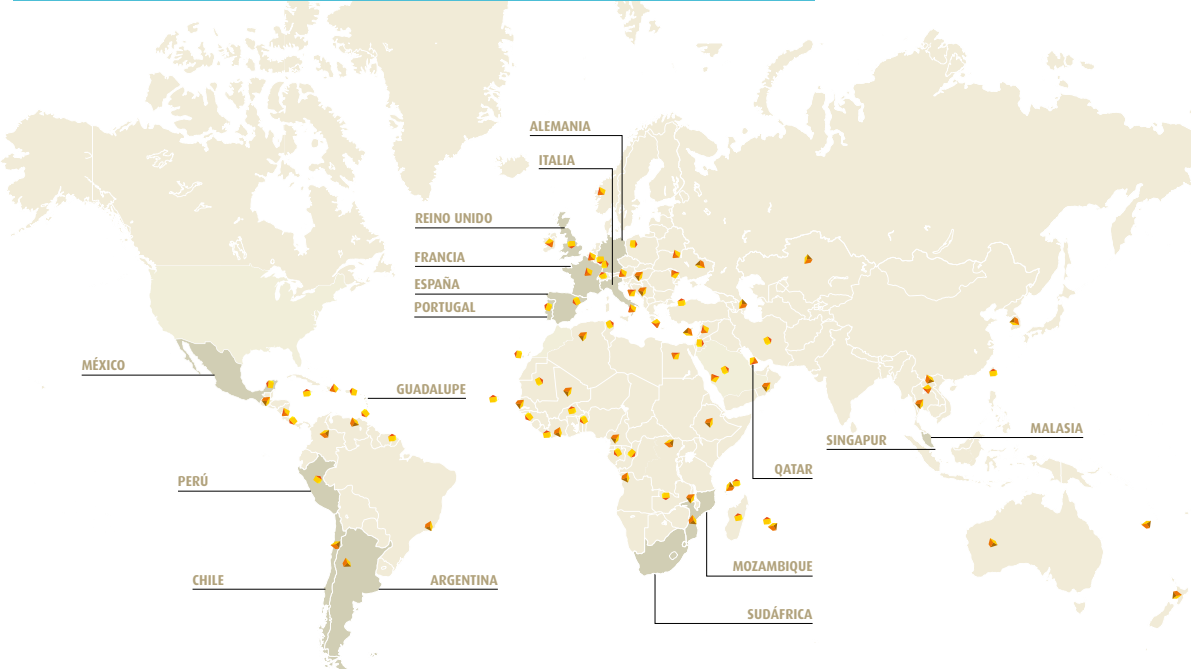 ALEMANIA
ITALIA
REINO UNIDO
FRANCIA
ESPAÑA
PORTUGAL
MÉXICO
GUADALUPE
MALASIA
SINGAPUR
QATAR
PERÚ
MOZAMBIQUE
CHILE
ARGENTINA
SUDÁFRICA